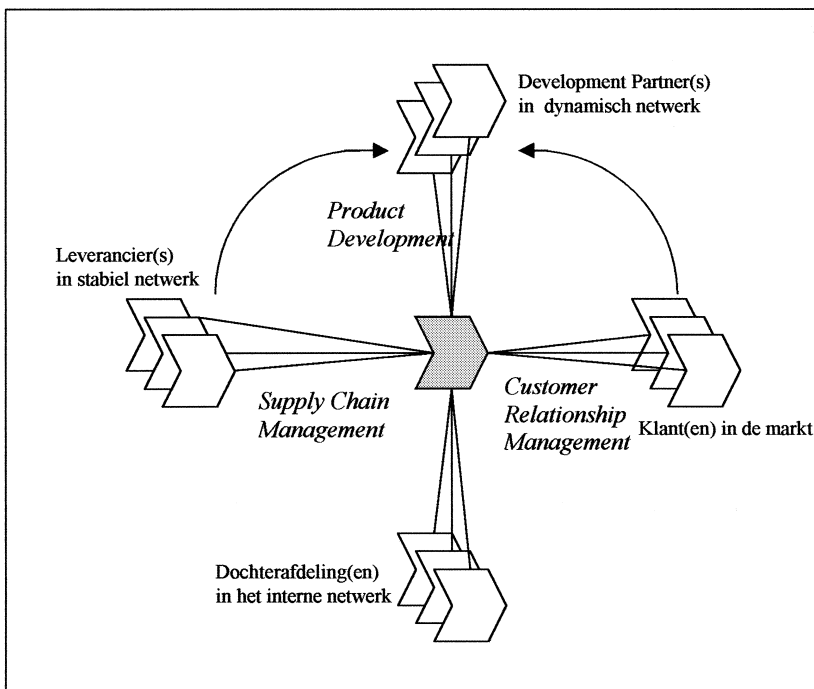 Development Partner(s)
in dynamisch netwerk
Product
Development
Leverancier(s)
in stabiel netwerk
Supply Chain
Management
Customer
Relationship
Management
Klant(en) in de markt
Dochterafdeling(en)
in het interne netwerk